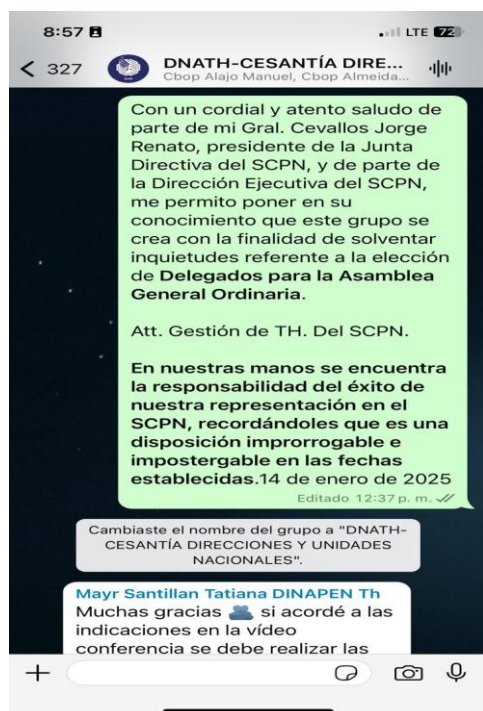 8:57
LTE 72
327
DNATH-CESANTÍA DIRE...
Cbop Alajo Manuel, Cbop Almeida...
Con un cordial y atento saludo de
parte de mi Gral. Cevallos Jorge
Renato, presidente de la Junta
Directiva del SCPN, y de parte de
la Dirección Ejecutiva del SCPN,
me permito poner en su
conocimiento que este grupo se
crea con la finalidad de solventar
inquietudes referente a la elección
de Delegados para la Asamblea
General Ordinaria.
Att. Gestión de TH. Del SCPN.
En nuestras manos se encuentra
la responsabilidad del éxito de
nuestra representación en el
SCPN, recordándoles que es una
disposición improrrogable e
impostergable en las fechas
establecidas.14 de enero de 2025
Editado 12:37 p. m.
Cambiaste el nombre del grupo a "DNATH-
CESANTÍA DIRECCIONES Y UNIDADES
NACIONALES".
Mayr Santillan Tatiana DINAPEN Th
Muchas gracias 👥 si acordé a las
indicaciones en la vídeo
conferencia se debe realizar las